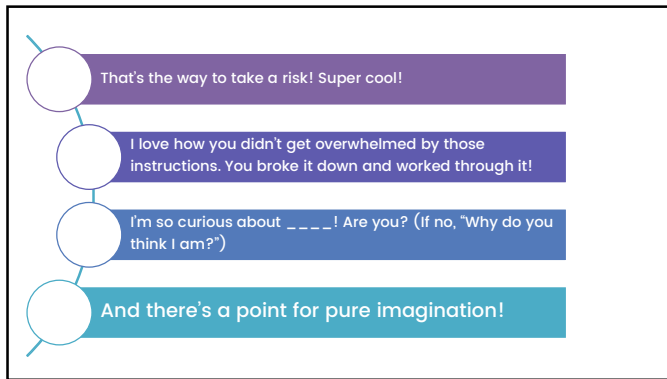 That's the way to take a risk! Super cool!
I love how you didn't get overwhelmed by those
instructions. You broke it down and worked through it!
I'm so curious about ____! Are you? (If no, “Why do you
think I am?”)
And there's a point for pure imagination!